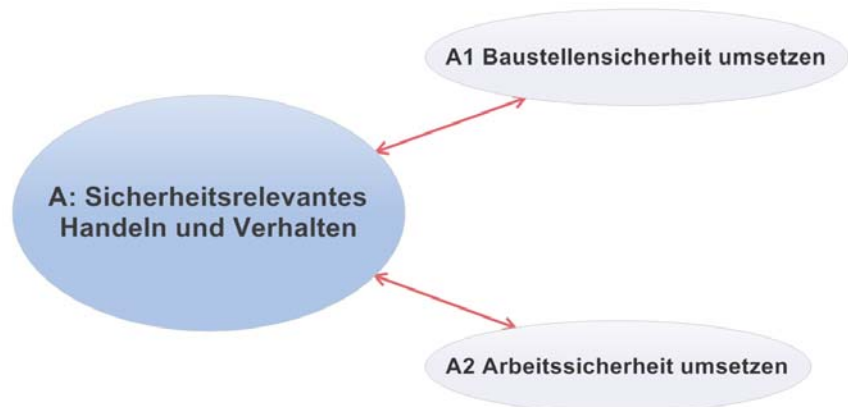 A1 Baustellensicherheit umsetzen
A: Sicherheitsrelevantes
Handeln und Verhalten
A2 Arbeitssicherheit umsetzen